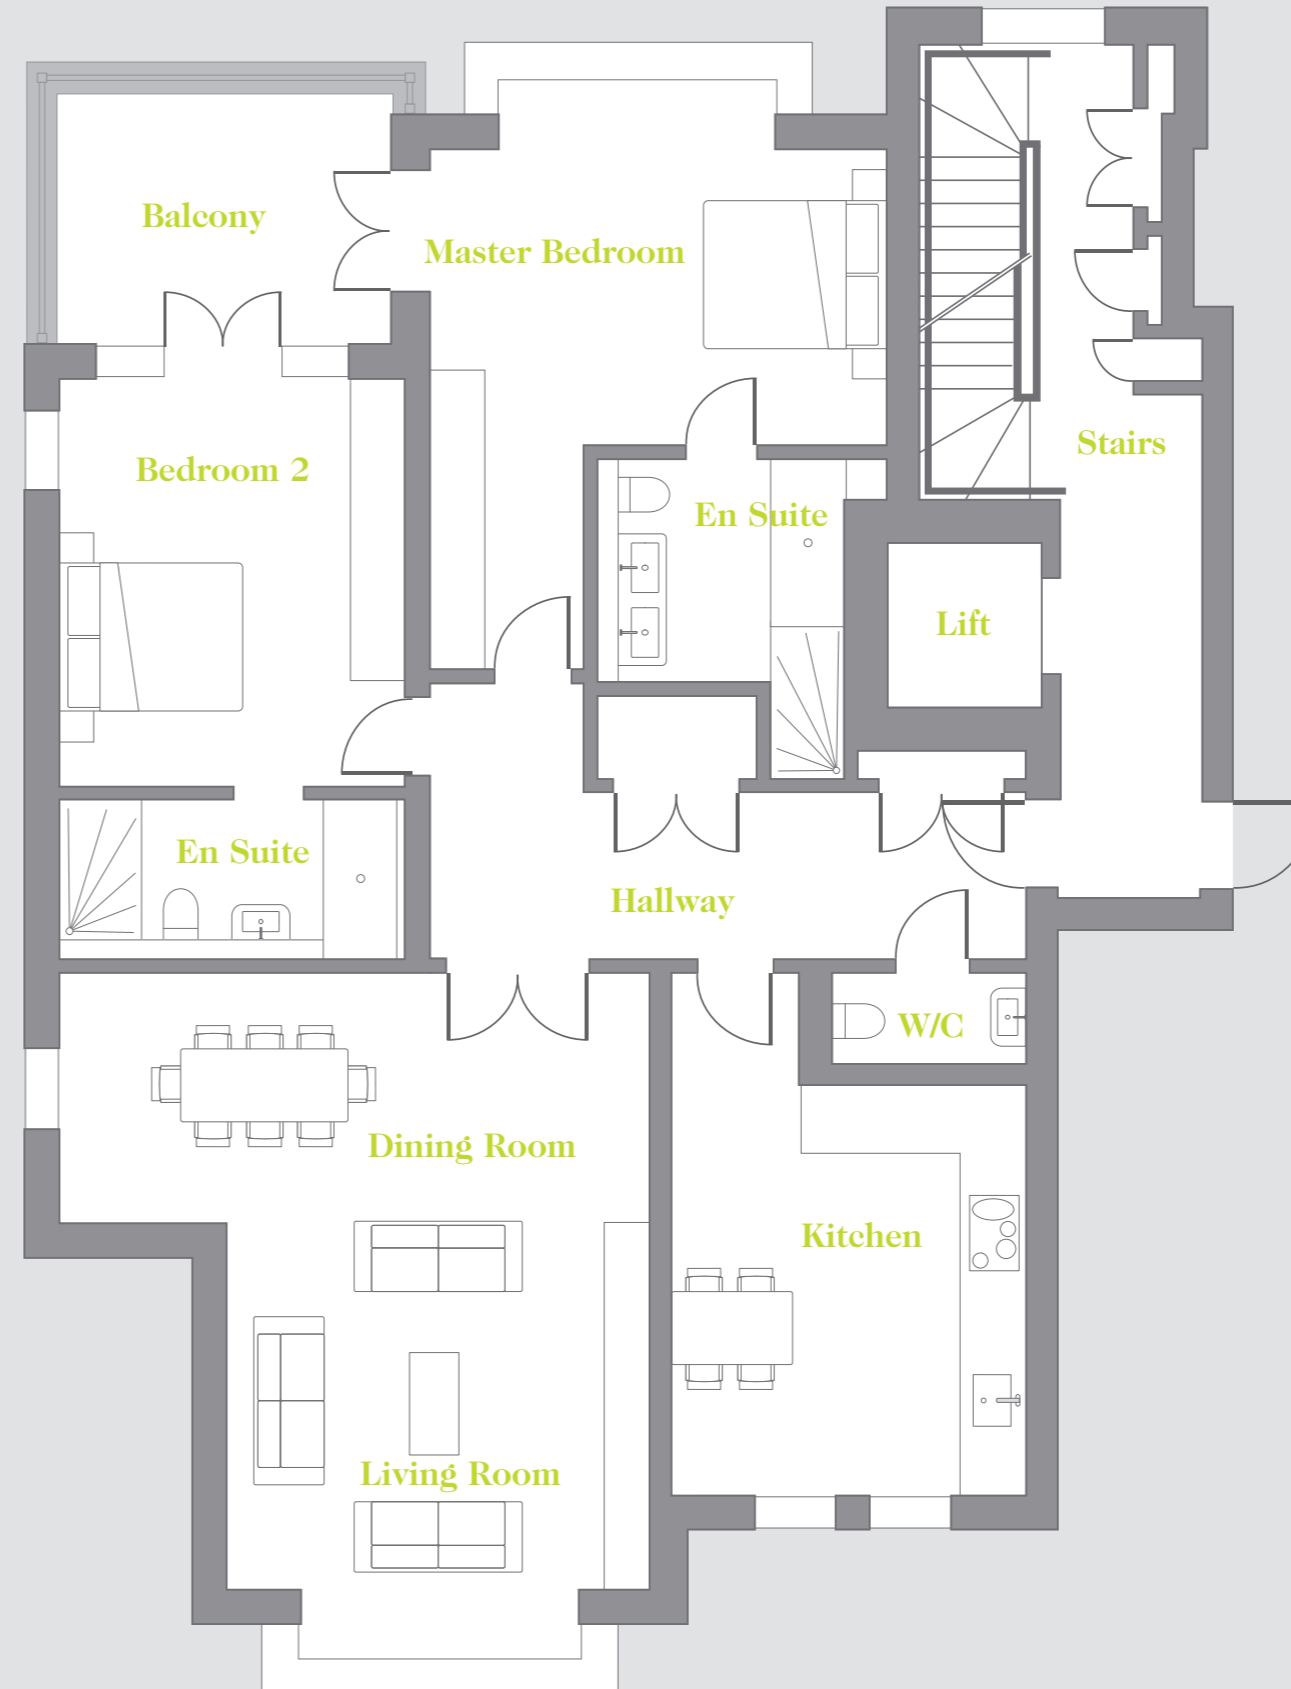 Balcony
Master Bedroom
Stairs
Bedroom 2
En Suite
Lift
En Suite
Hallway
W/C
Dining Room
Kitchen
Living Room